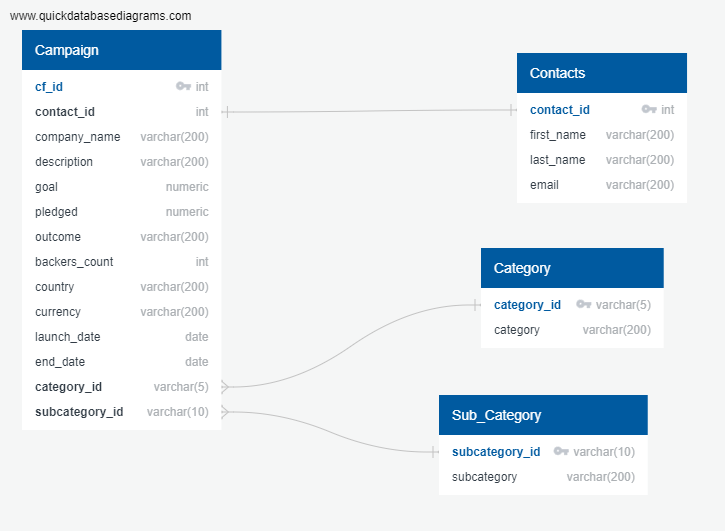 www.quickdatabasediagrams.com
Campaign
cf_id int
contact_id int
company_name varchar(200)
description varchar(200)
goal numeric
pledged numeric
outcome varchar(200)
backers_count int
country varchar(200)
currency varchar(200)
launch_date date
end_date date
category_id varchar(5)
subcategory_id varchar(10)
Contacts
contact_id int
first_name varchar(200)
last_name varchar(200)
email varchar(200)
Category
category_id varchar(5)
category varchar(200)
Sub_Category
subcategory_id varchar(10)
subcategory varchar(200)